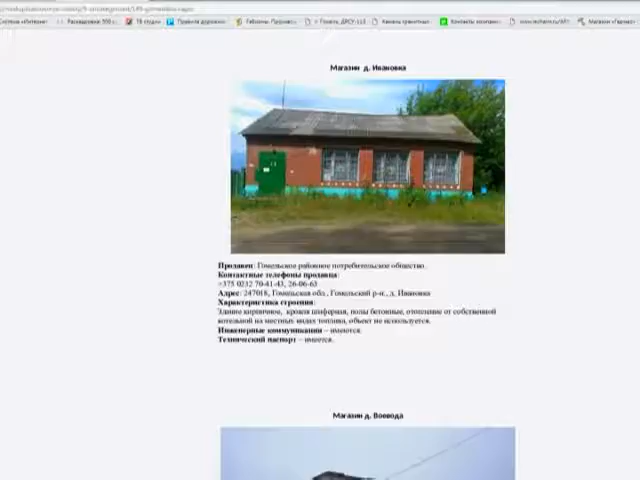 Магазин д. Ивановка
Продавец: Гомельское районное потребительское общество.
Контактные телефоны продавца:
+375 0232 70-41-43, 26-06-63
Адрес: 247018, Гомельская обл., Гомельский р-н, д. Ивановка
Характеристика строения:
Здание кирпичное, кровля шиферная, полы бетонные, отопление от собственной
котельной на местных видах топлива, объект не используется.
Инженерные коммуникации – имеются.
Технический паспорт – имеется.
Магазин д. Воевода